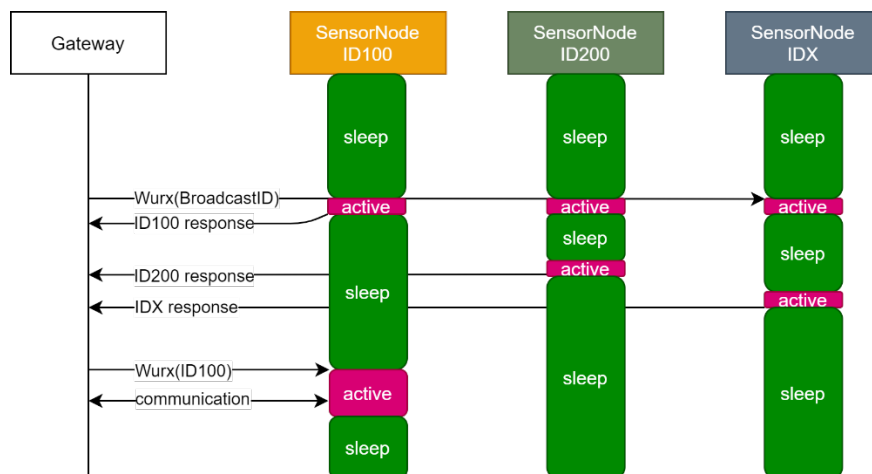 Gateway
SensorNode
ID100
SensorNode
ID200
SensorNode
IDX
sleep
sleep
sleep
Wurx(BroadcastID)
active
active
active
ID100 response
sleep
sleep
ID200 response
active
sleep
IDX response
active
sleep
sleep
Wurx(ID100)
communication
active
sleep